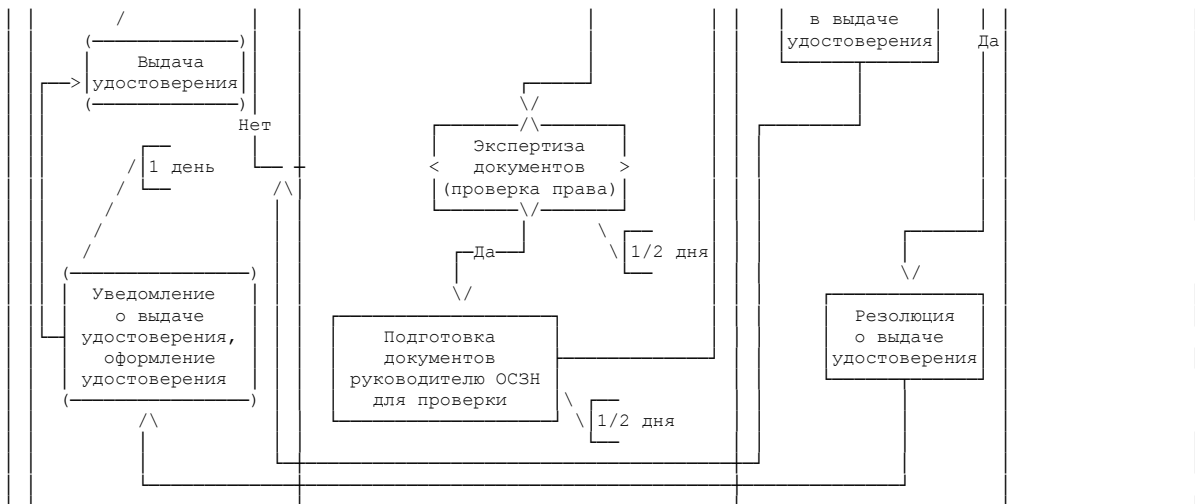 в выдаче
удостоверения
Да
Выдача
удостоверения
Нет
Экспертиза
документов
(проверка права)
1 день
Да
1/2 дня
Уведомление
о выдаче
удостоверения,
оформление
удостоверения
Подготовка
документов
руководителю ОСЗН
для проверки
Резолюция
о выдаче
удостоверения
1/2 дня